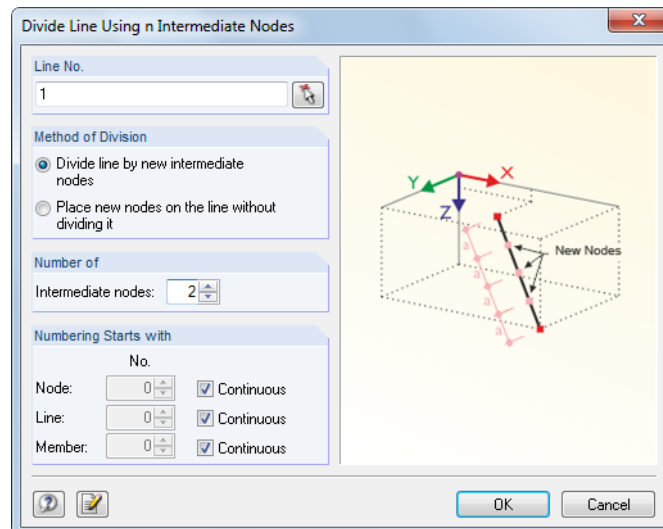 Divide Line Using n Intermediate Nodes
Line No.
1
Method of Division
Divide line by new intermediate
nodes
Place new nodes on the line without
dividing it
Number of
Intermediate nodes: 2
Numbering Starts with
No.
Node: 0 Continuous
Line: 0 Continuous
Member: 0 Continuous
X
Y
Z
New Nodes
a
a
a
a
OK Cancel